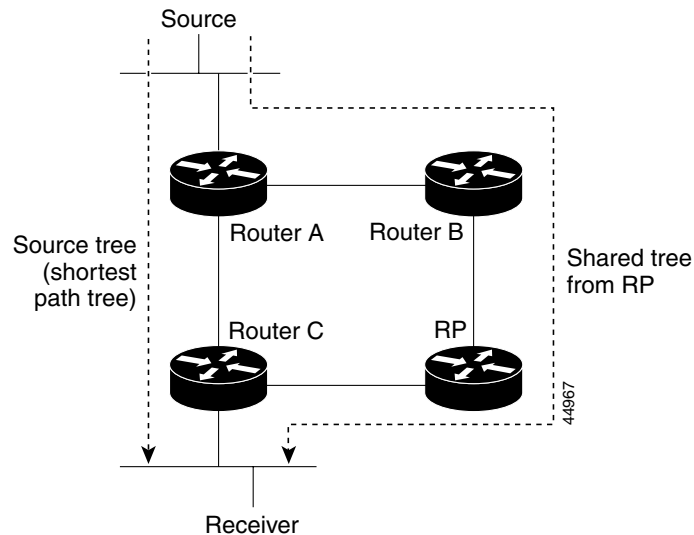 Source
Router A
Router B
Source tree
(shortest
path tree)
Shared tree
from RP
Router C
RP
44967
Receiver